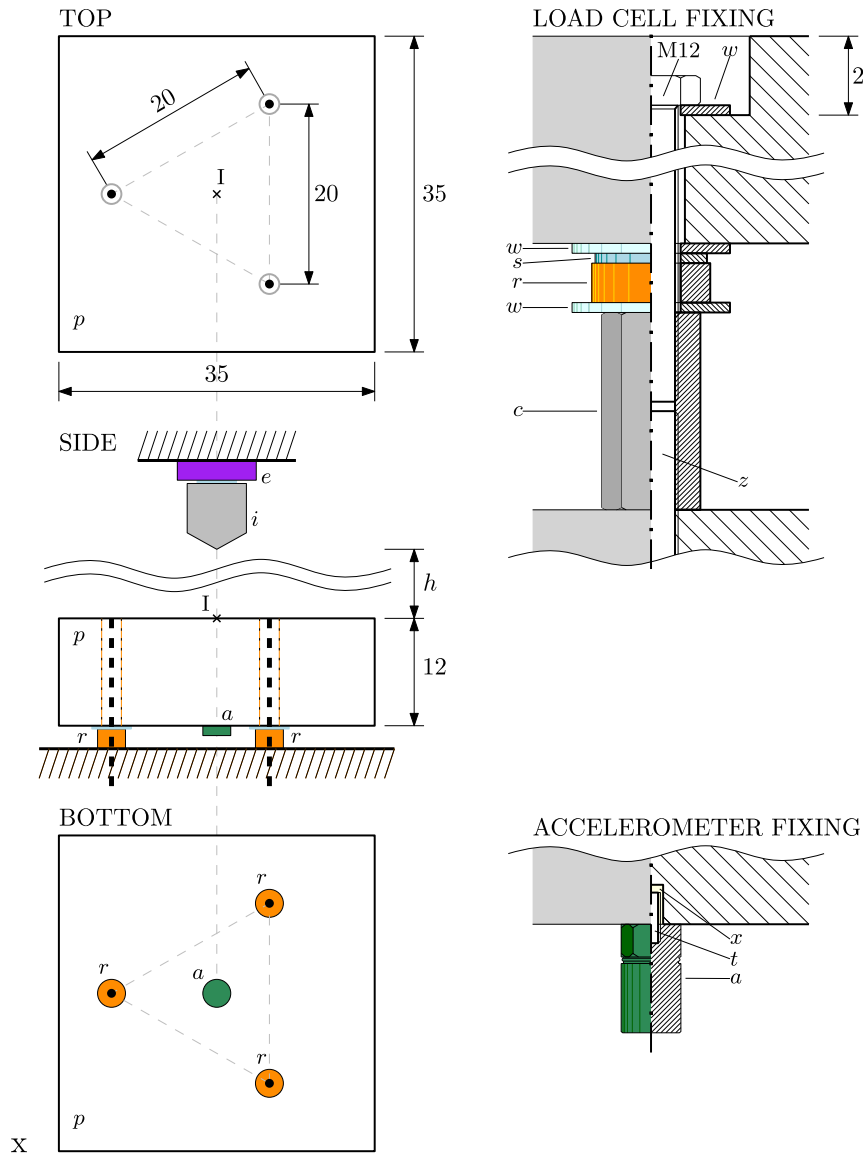 TOP
20
I
20
35
p
35
SIDE
e
i
h
I
p
12
a
r
r
BOTTOM
r
r
a
r
p
X
LOAD CELL FIXING
M12
w
2
w
s
r
w
c
z
ACCELEROMETER FIXING
x
t
a